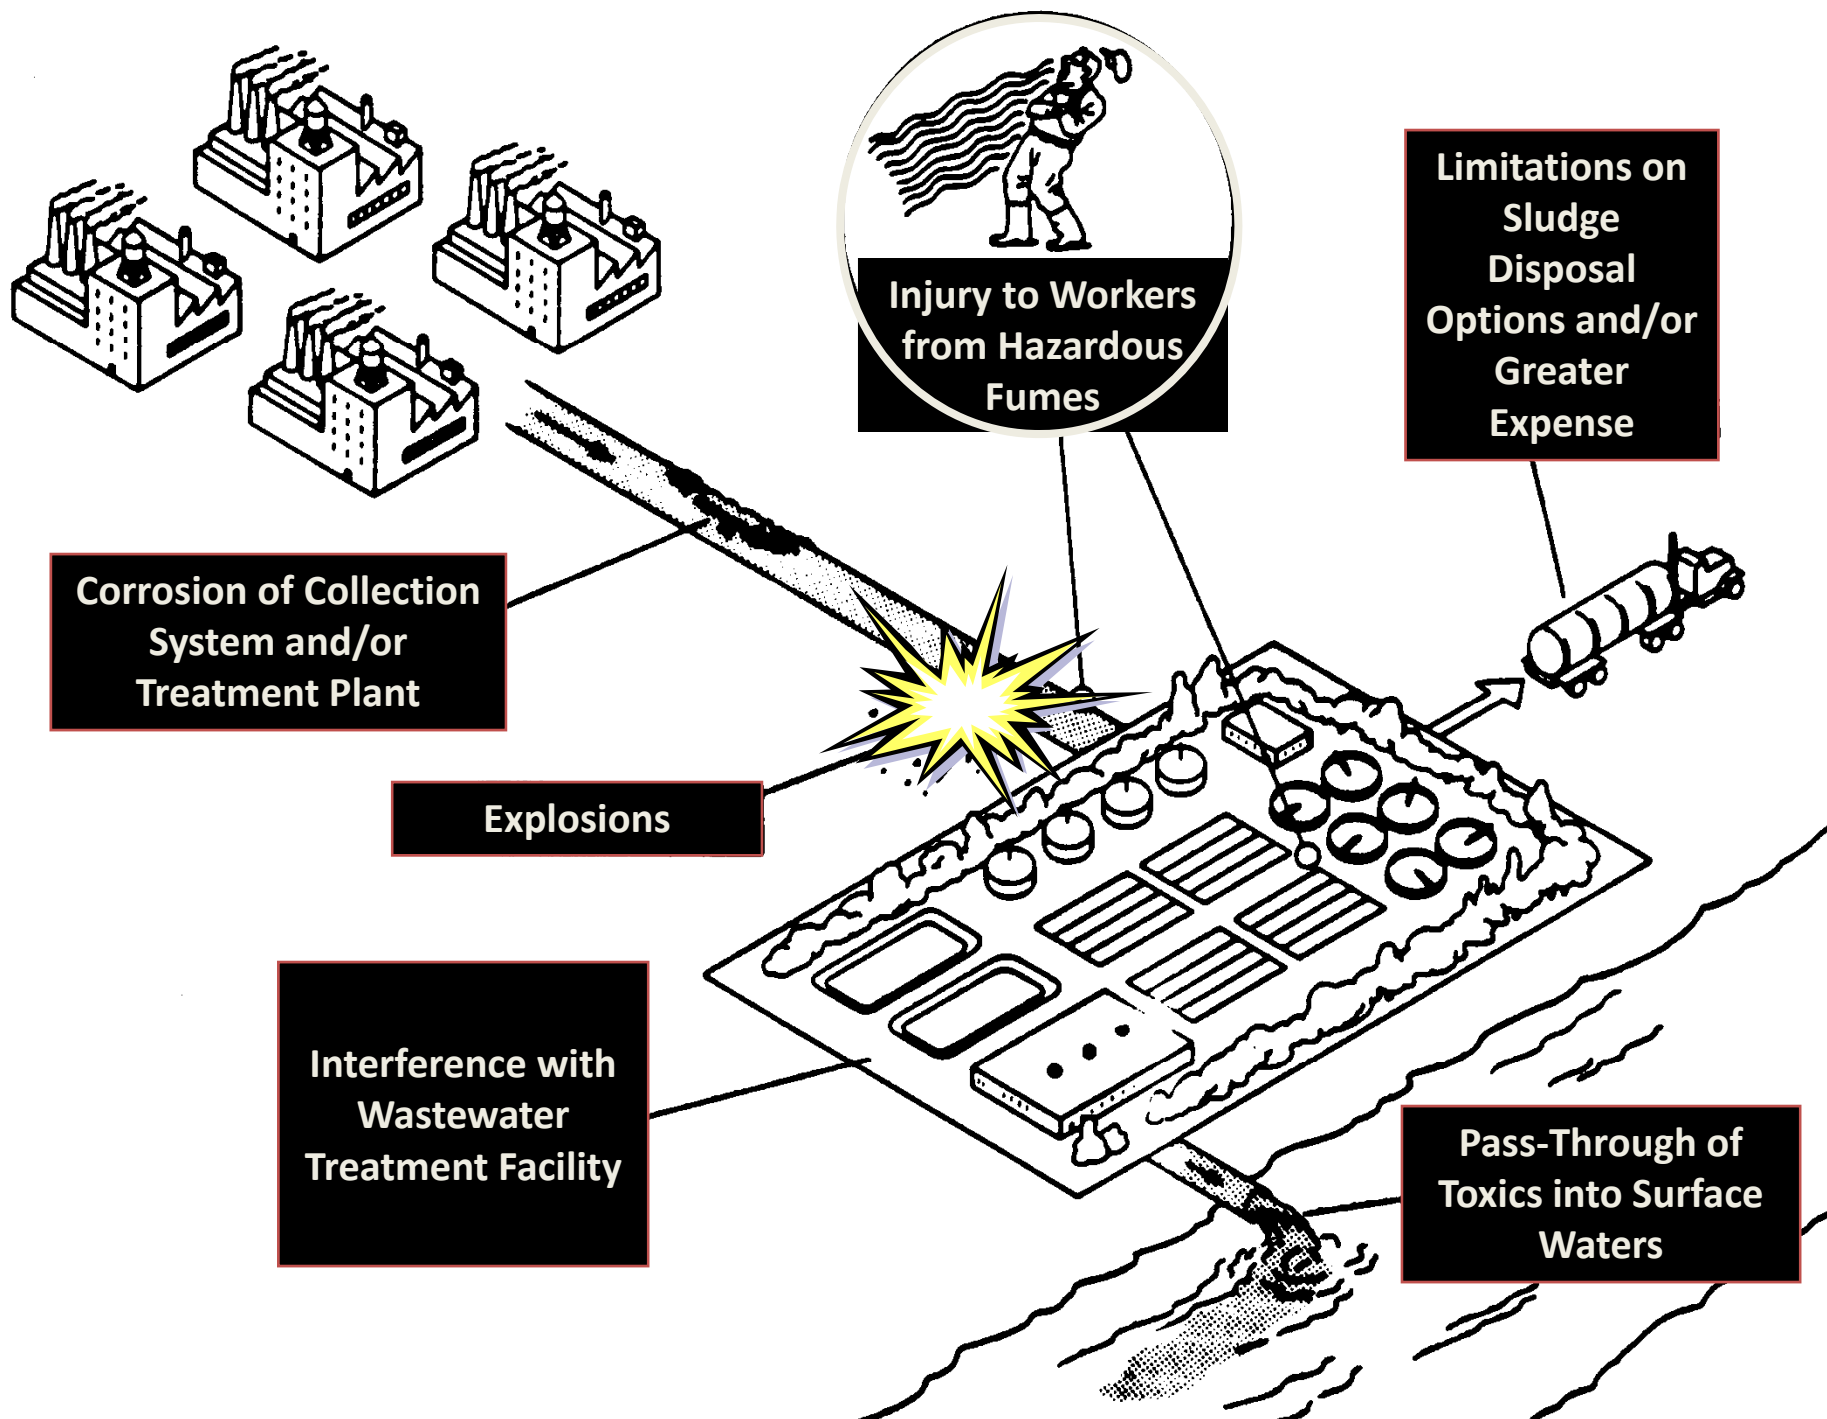 Injury to Workers
from Hazardous
Fumes
Limitations on
Sludge
Disposal
Options and/or
Greater
Expense
Corrosion of Collection
System and/or
Treatment Plant
Explosions
Interference with
Wastewater
Treatment Facility
Pass-Through of
Toxics into Surface
Waters